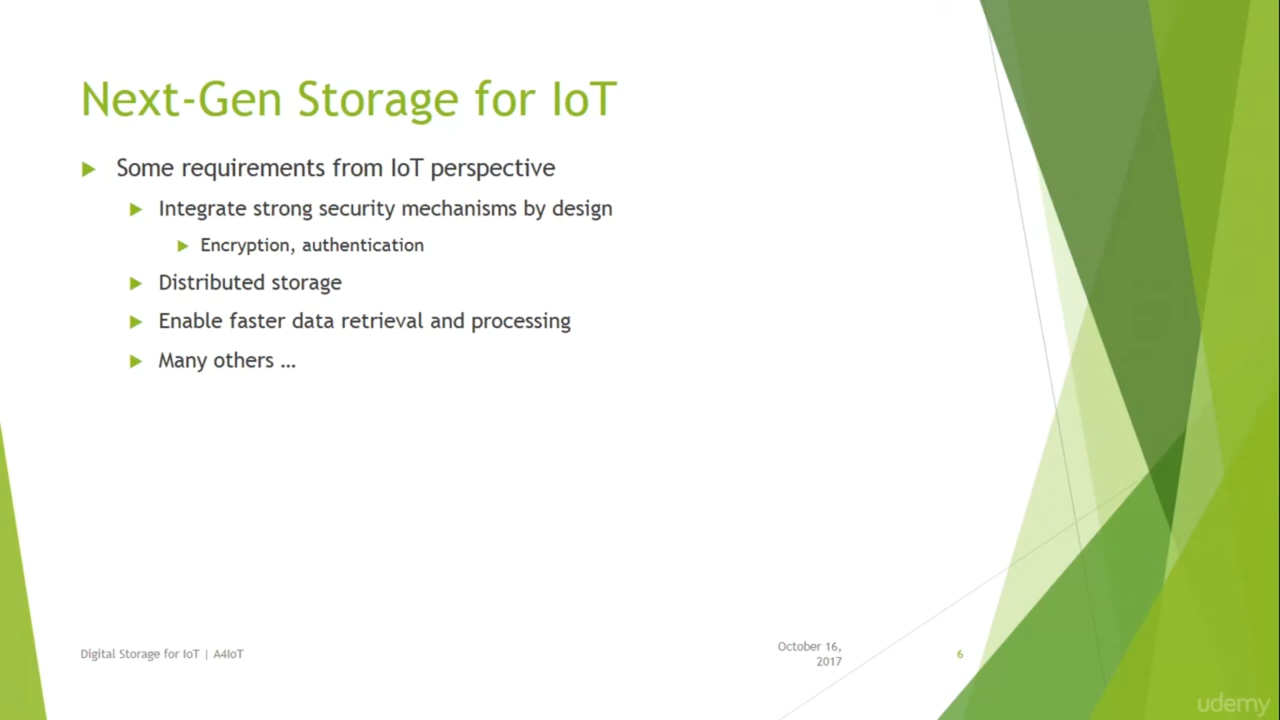 Next-Gen Storage for IoT
Some requirements from IoT perspective
Integrate strong security mechanisms by design
Encryption, authentication
Distributed storage
Enable faster data retrieval and processing
Many others …
Digital Storage for IoT | A4IoT
October 16,
2017
6
udemy